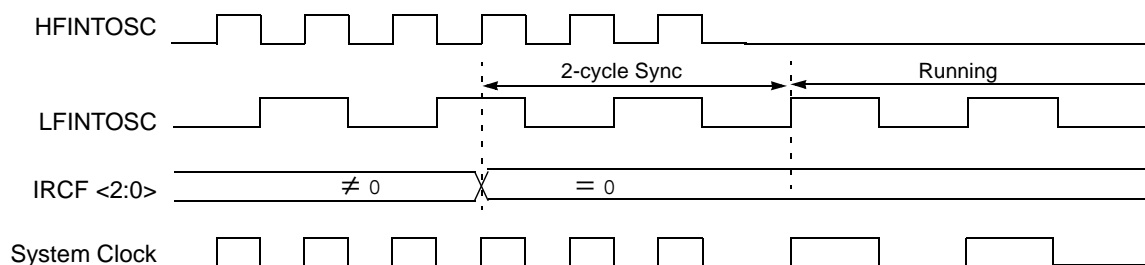 HFINTOSC
2-cycle Sync
Running
LFINTOSC
IRCF <2:0>
≠ 0
= 0
System Clock